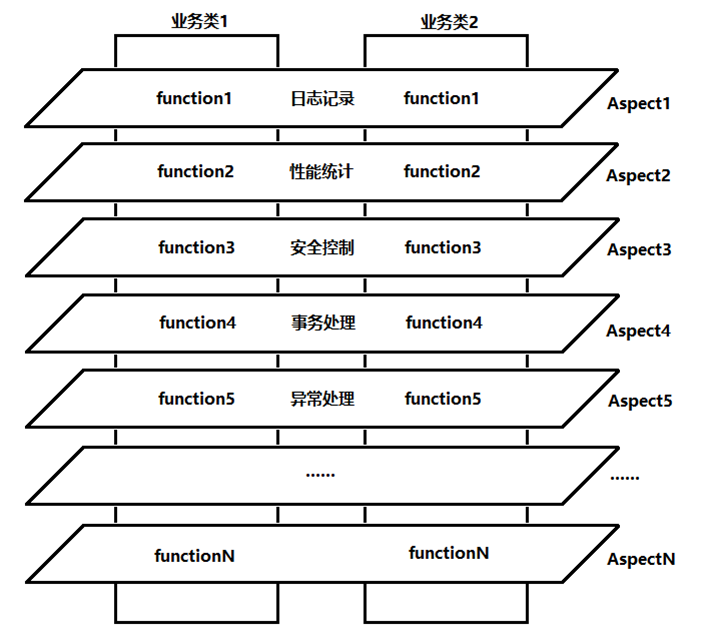 业务类1 业务类2
function1 日志记录 function1 Aspect1
function2 性能统计 function2 Aspect2
function3 安全控制 function3 Aspect3
function4 事务处理 function4 Aspect4
function5 异常处理 function5 Aspect5
...... ......
functionN functionN AspectN